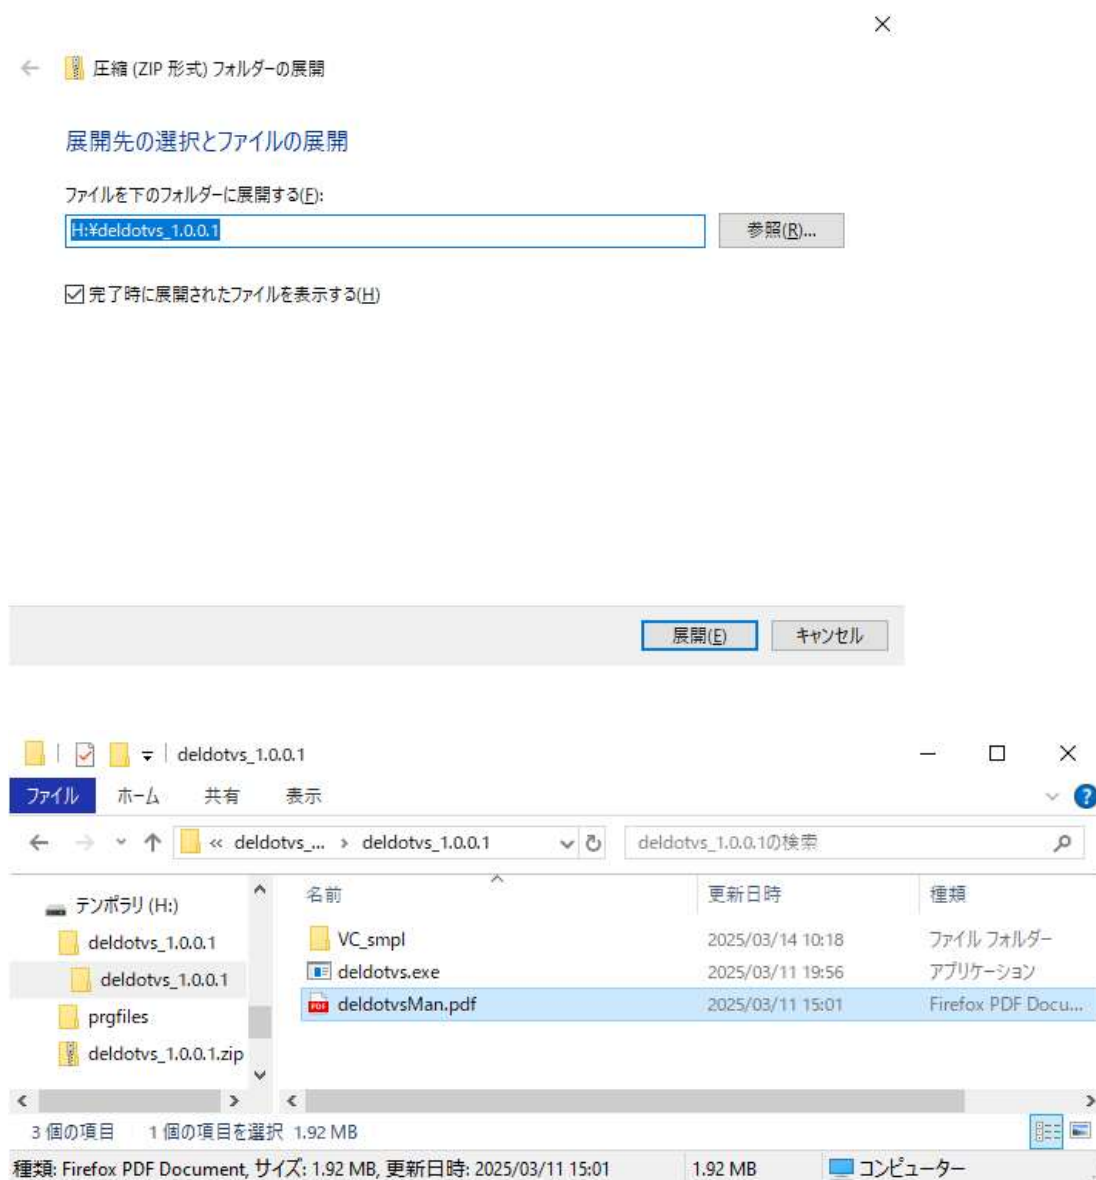 圧縮 (ZIP 形式) フォルダーの展開
展開先の選択とファイルの展開
ファイルを下のフォルダーに展開する(F):
H:¥deldotvs_1.0.0.1
参照(R)...
完了時に展開されたファイルを表示する(H)
展開(E) キャンセル
deldotvs_1.0.0.1
ファイル ホーム 共有 表示
« deldotvs_... › deldotvs_1.0.0.1 deldotvs_1.0.0.1の検索
テンポラリ (H:)
deldotvs_1.0.0.1
deldotvs_1.0.0.1
prgfiles
deldotvs_1.0.0.1.zip
名前 更新日時 種類
VC_smpl 2025/03/14 10:18 ファイル フォルダー
deldotvs.exe 2025/03/11 19:56 アプリケーション
deldotvsMan.pdf 2025/03/11 15:01 Firefox PDF Docu...
3 個の項目 1 個の項目を選択 1.92 MB
種類: Firefox PDF Document, サイズ: 1.92 MB, 更新日時: 2025/03/11 15:01 1.92 MB コンピューター